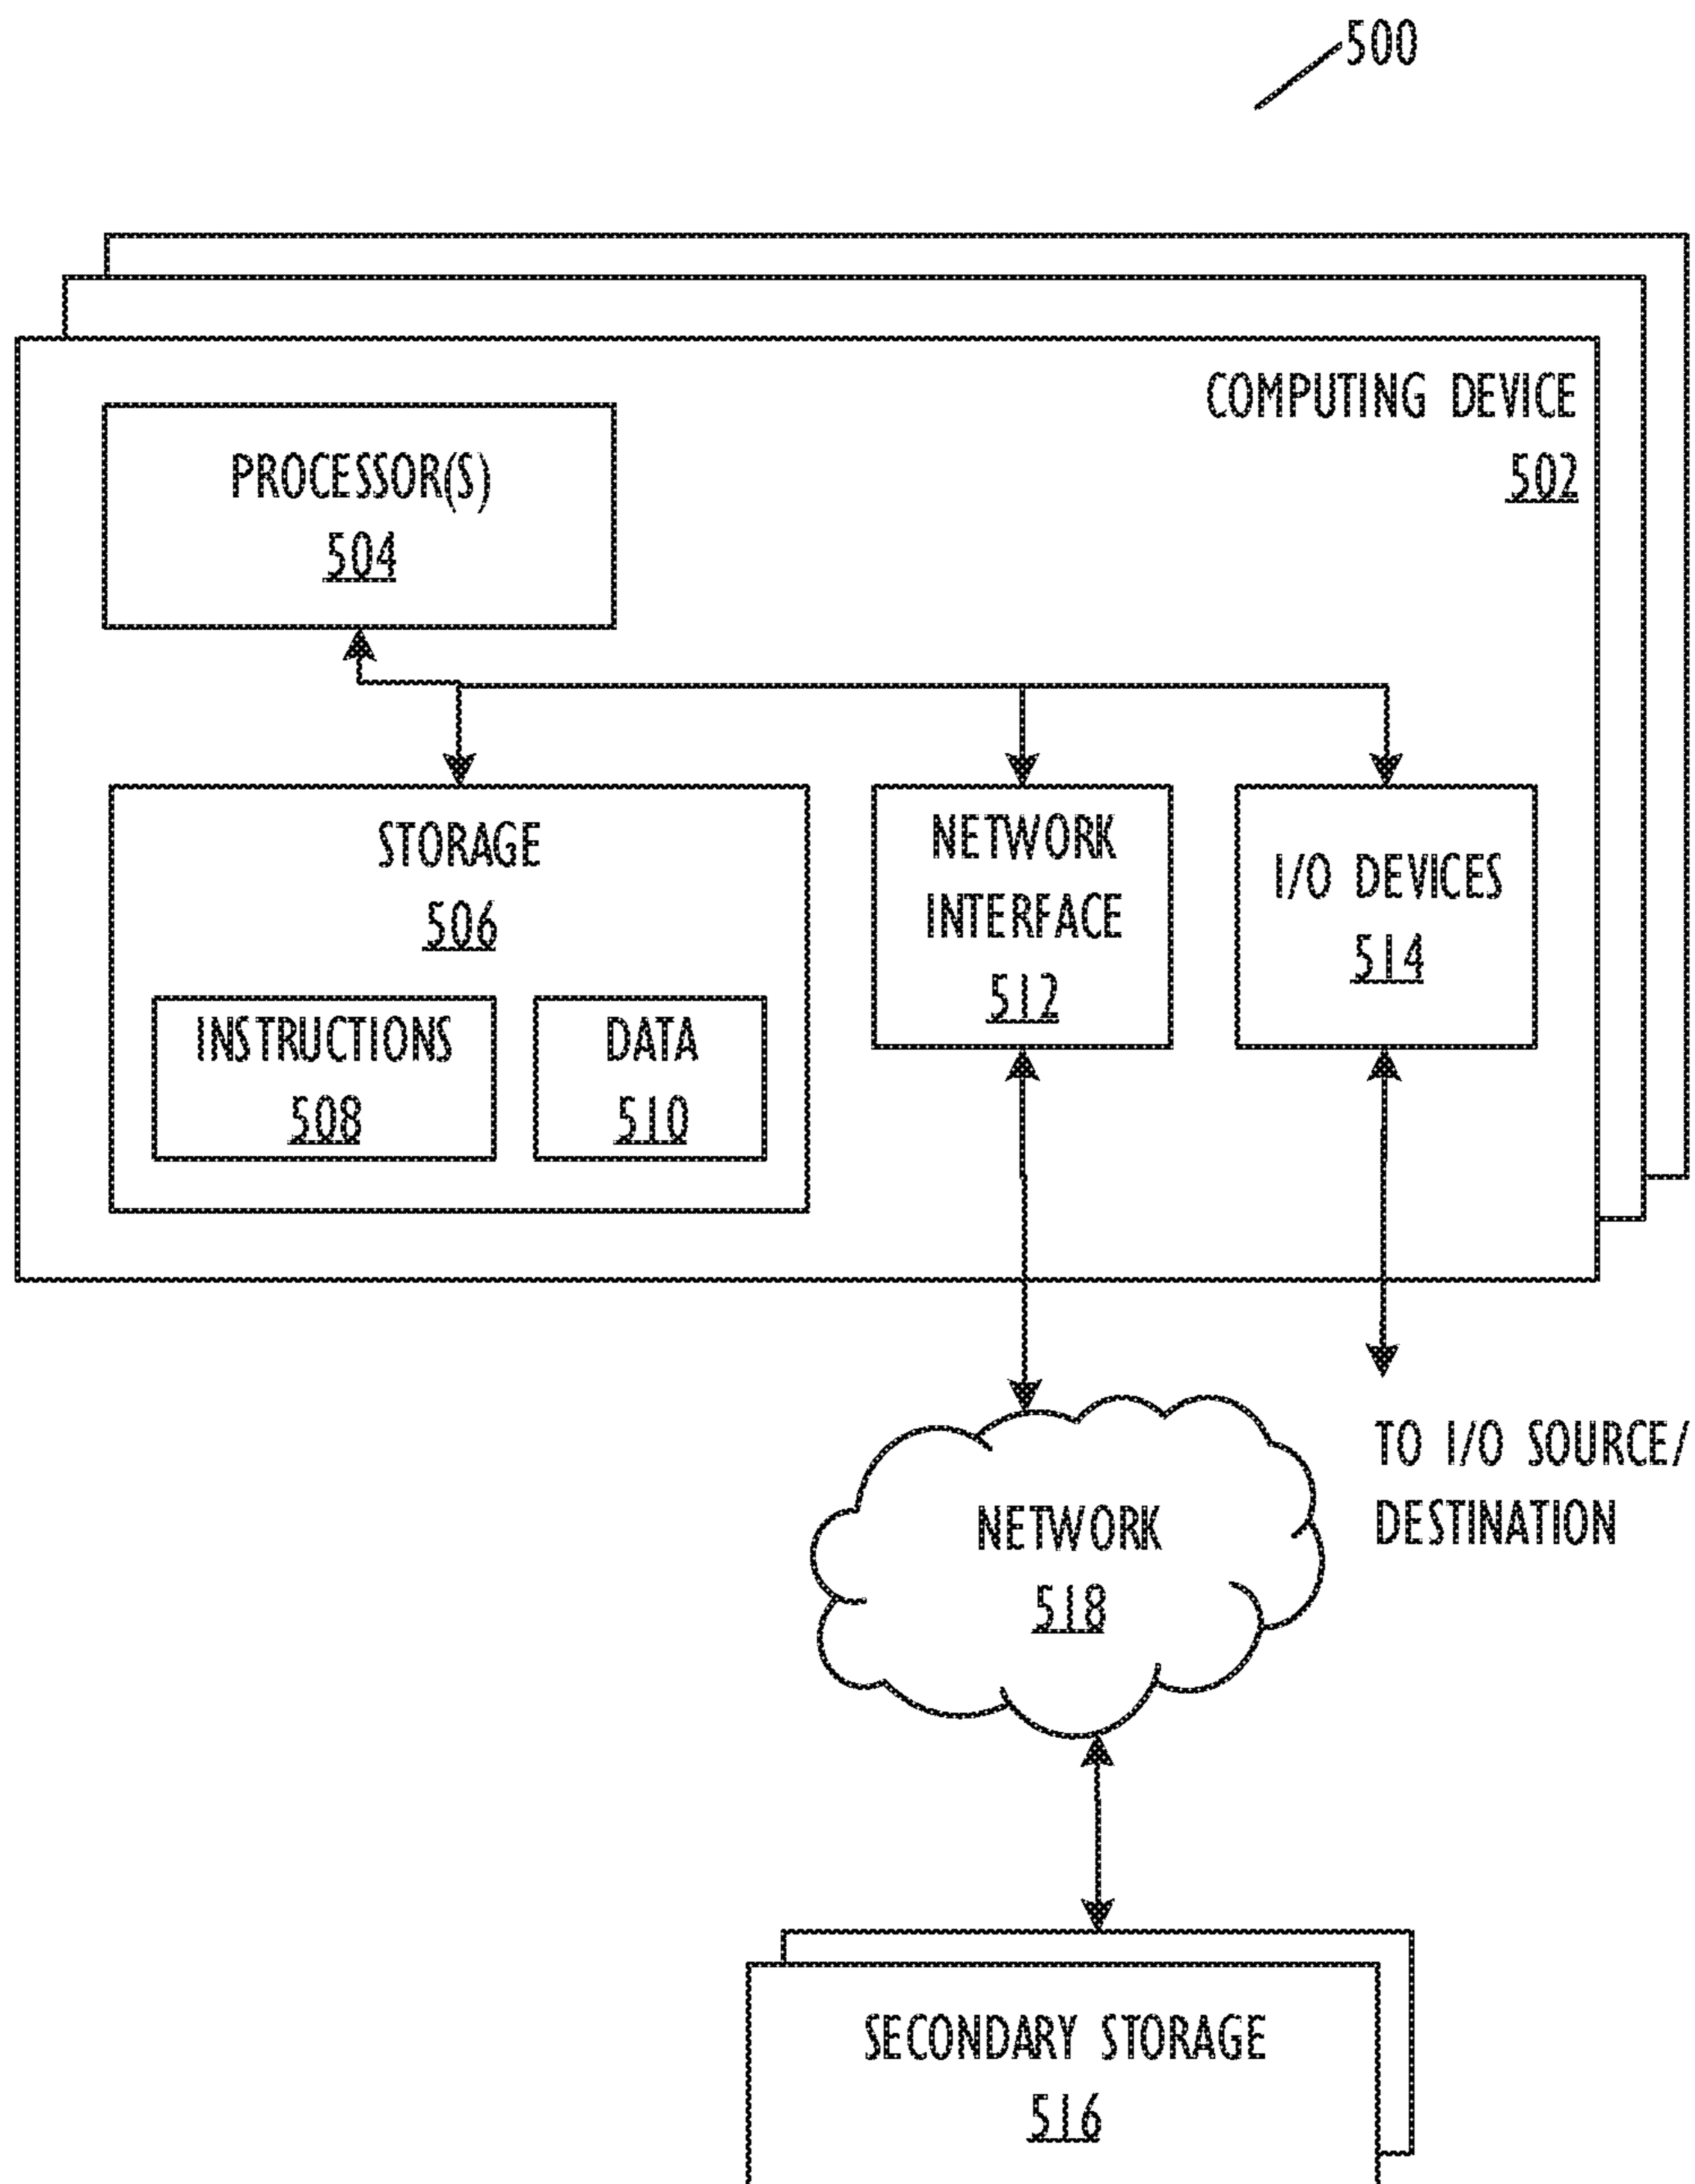 500
COMPUTING DEVICE
502
PROCESSOR(S)
504
STORAGE
506
INSTRUCTIONS
508
DATA
510
NETWORK
INTERFACE
512
I/O DEVICES
514
TO I/O SOURCE/
DESTINATION
NETWORK
518
SECONDARY STORAGE
516